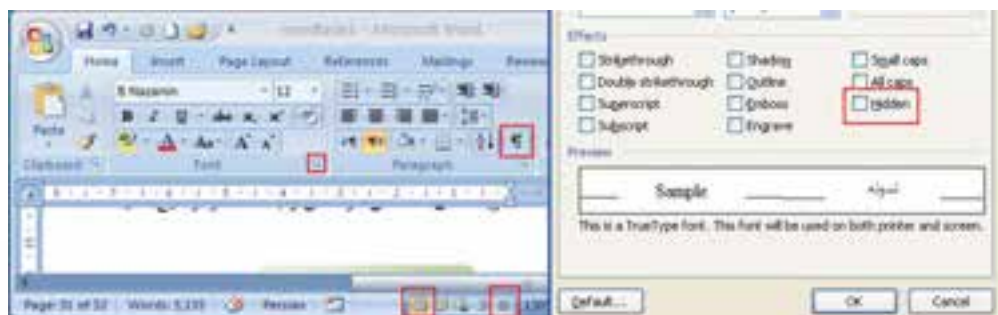 Home Insert Page Layout References Mailings
B Nazanin 12
Paste
Clipboard Font Paragraph
Page: 31 of 32 Words: 5,135 Persian
Effects
Strikethrough Shadow Small caps
Double strikethrough Outline All caps
Superscript Emboss Hidden
Subscript Engrave
Preview
Sample نمونه
This is a TrueType font. This font will be used on both printer and screen.
Default... OK Cancel